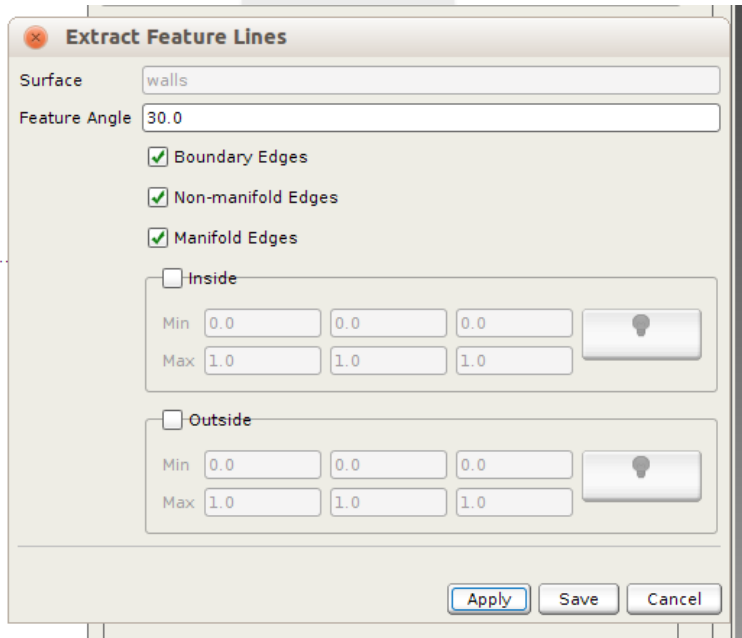 Extract Feature Lines
Surface walls
Feature Angle 30.0
Boundary Edges
Non-manifold Edges
Manifold Edges
Inside
Min 0.0 0.0 0.0
Max 1.0 1.0 1.0
Outside
Min 0.0 0.0 0.0
Max 1.0 1.0 1.0
Apply Save Cancel